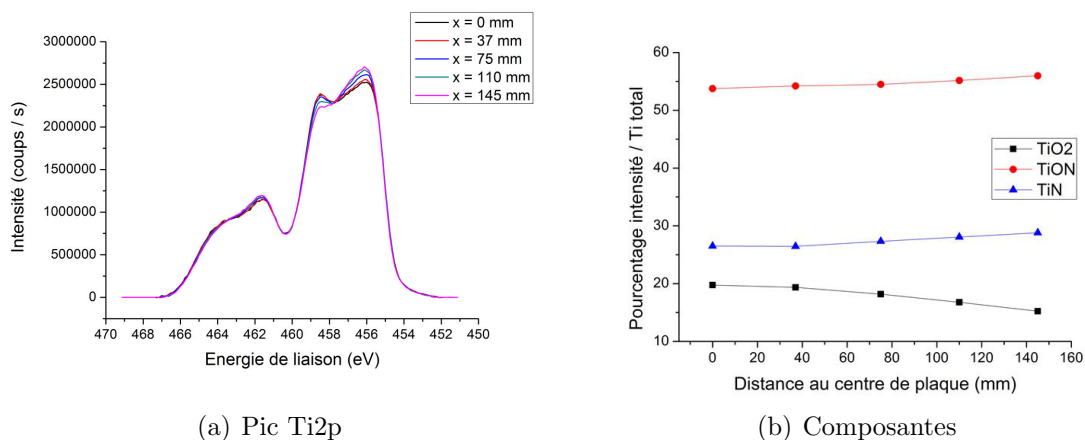 x = 0 mm
x = 37 mm
x = 75 mm
x = 110 mm
x = 145 mm
3000000
2500000
2000000
1500000
1000000
500000
0
Intensité (coups / s)
470 468 466 464 462 460 458 456 454 452 450
Energie de liaison (eV)
(a) Pic Ti2p
60
50
40
30
20
10
Pourcentage intensité / Ti total
TiO2
TiON
TiN
0 20 40 60 80 100 120 140 160
Distance au centre de plaque (mm)
(b) Composantes